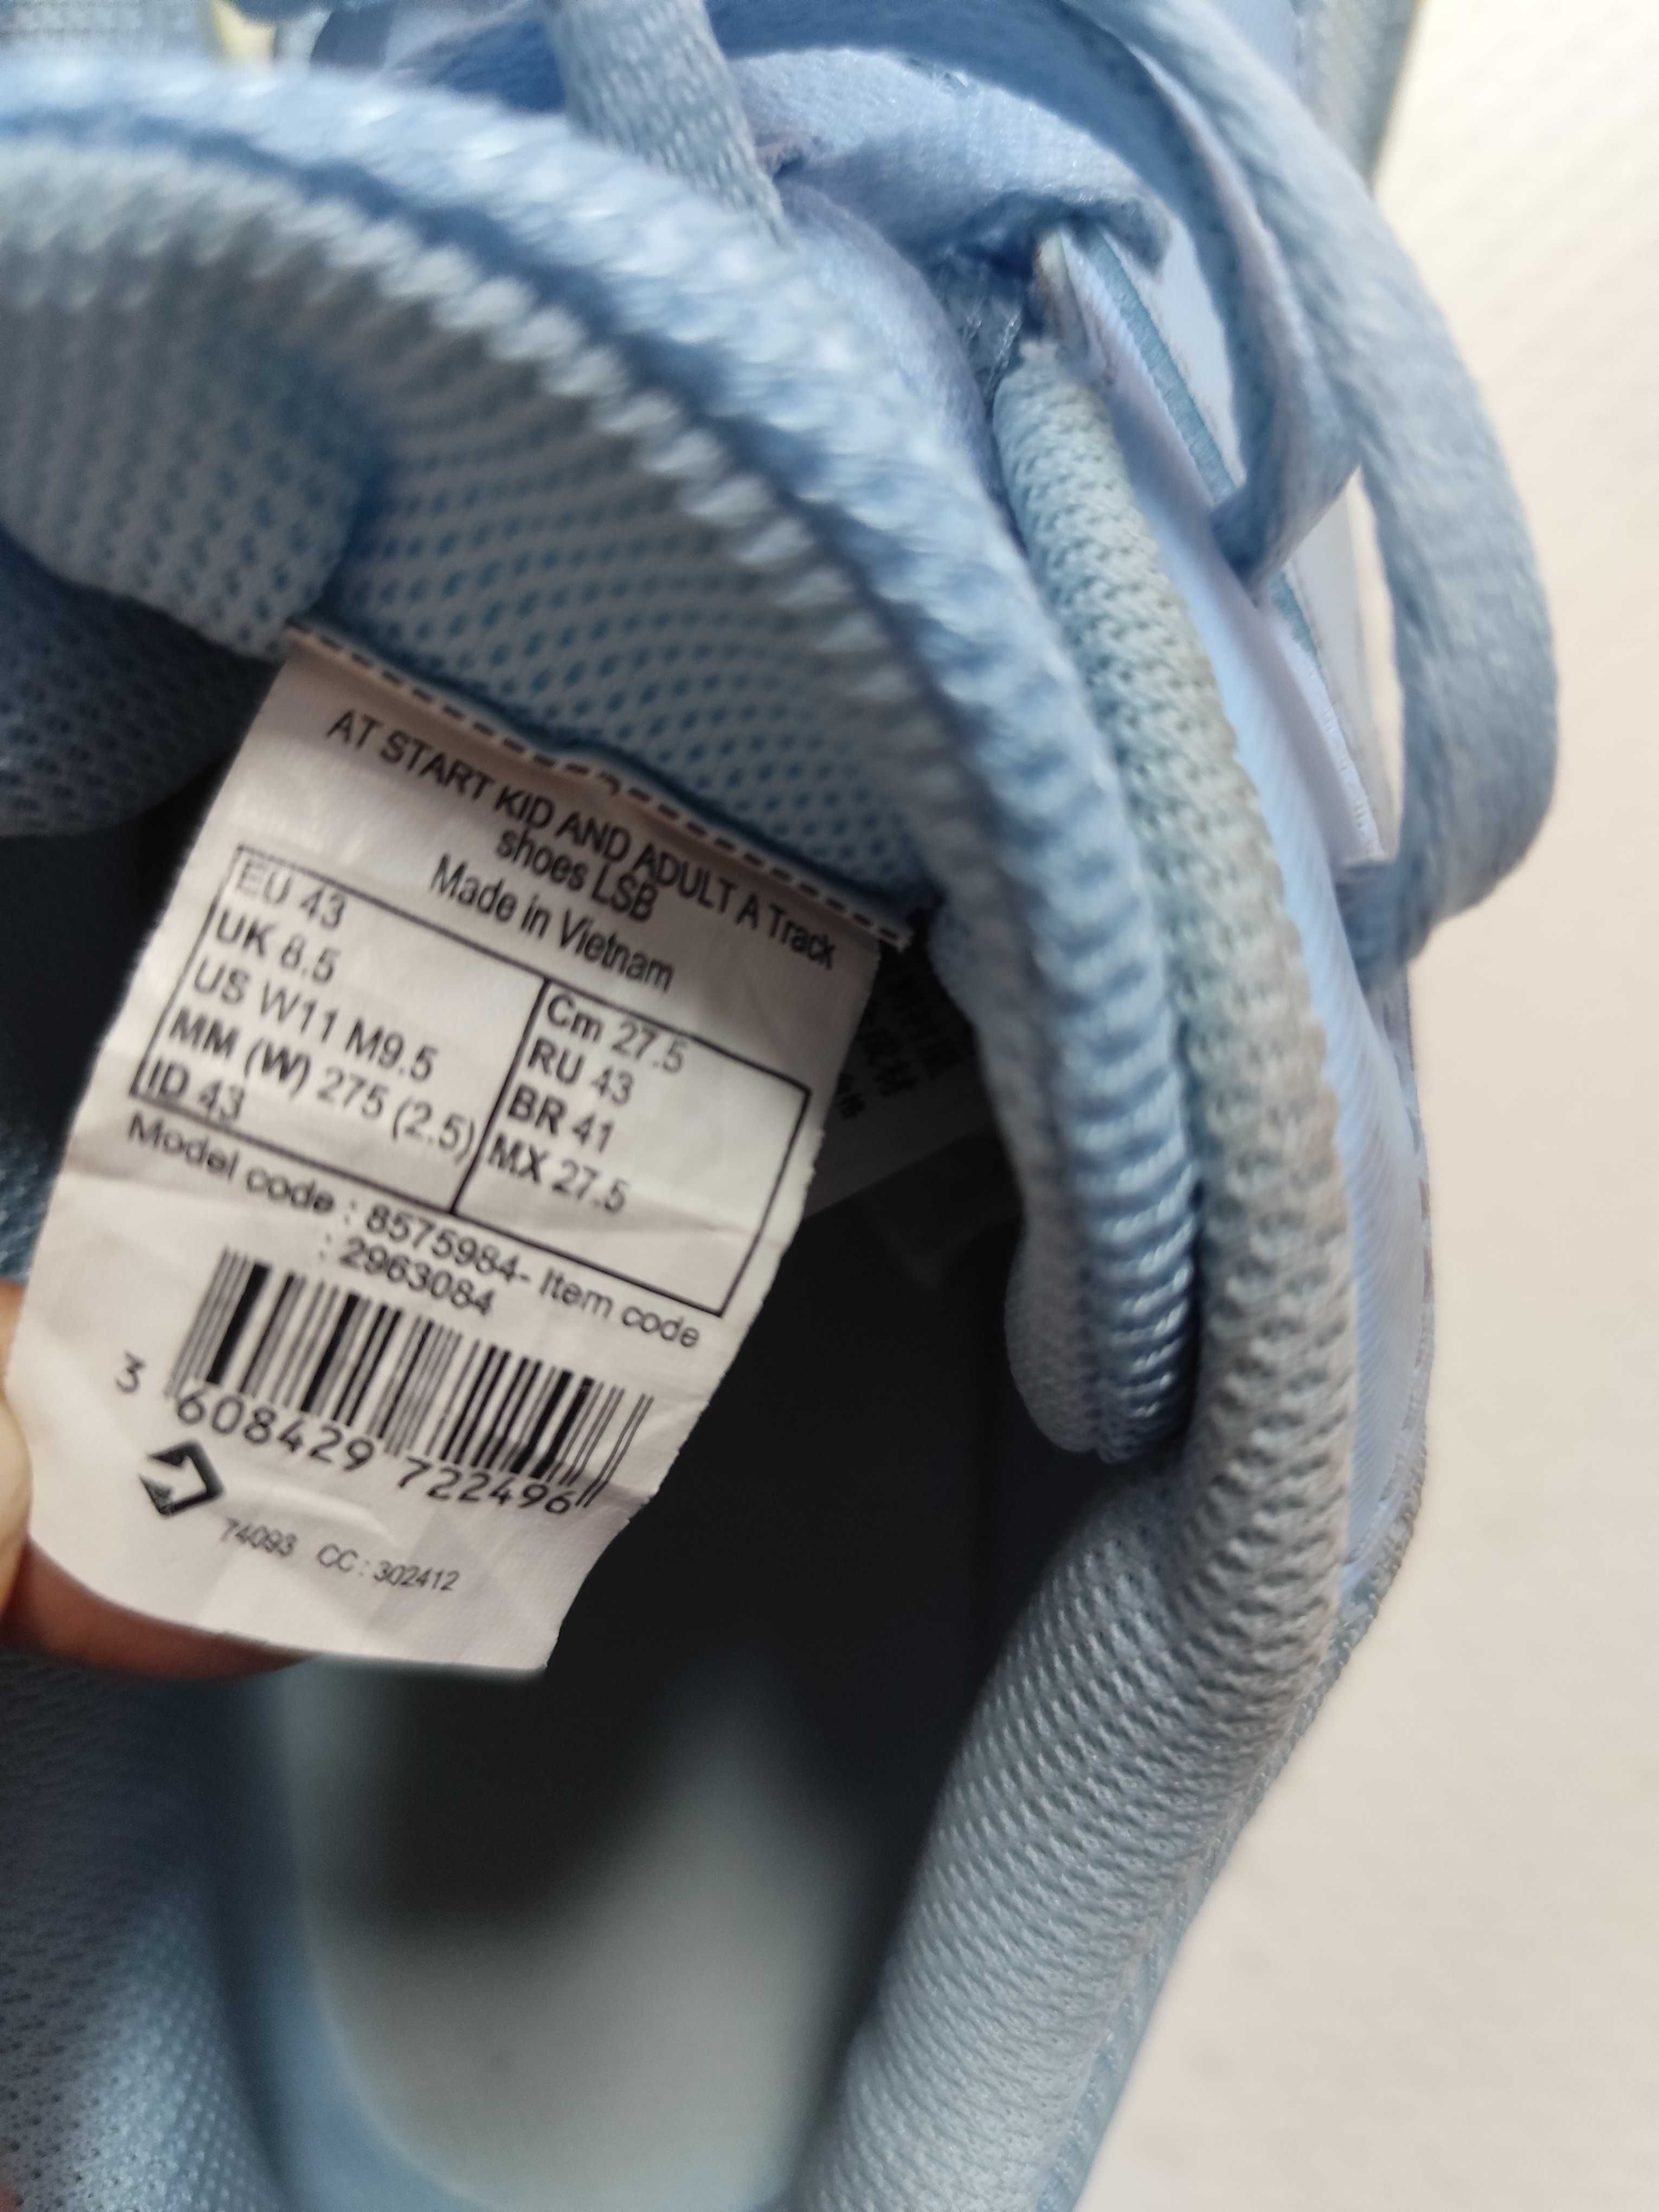 AT START KID AND ADULT A Track
shoes LSB
Made in Vietnam
EU 43
UK 8.5
US W11 M9.5
MM (W) 275 (2.5)
ID 43
Cm 27.5
RU 43
BR 41
MX 27.5
Model code : 8575984- Item code
: 2963084
3 608429 722496
74093 CC : 302412